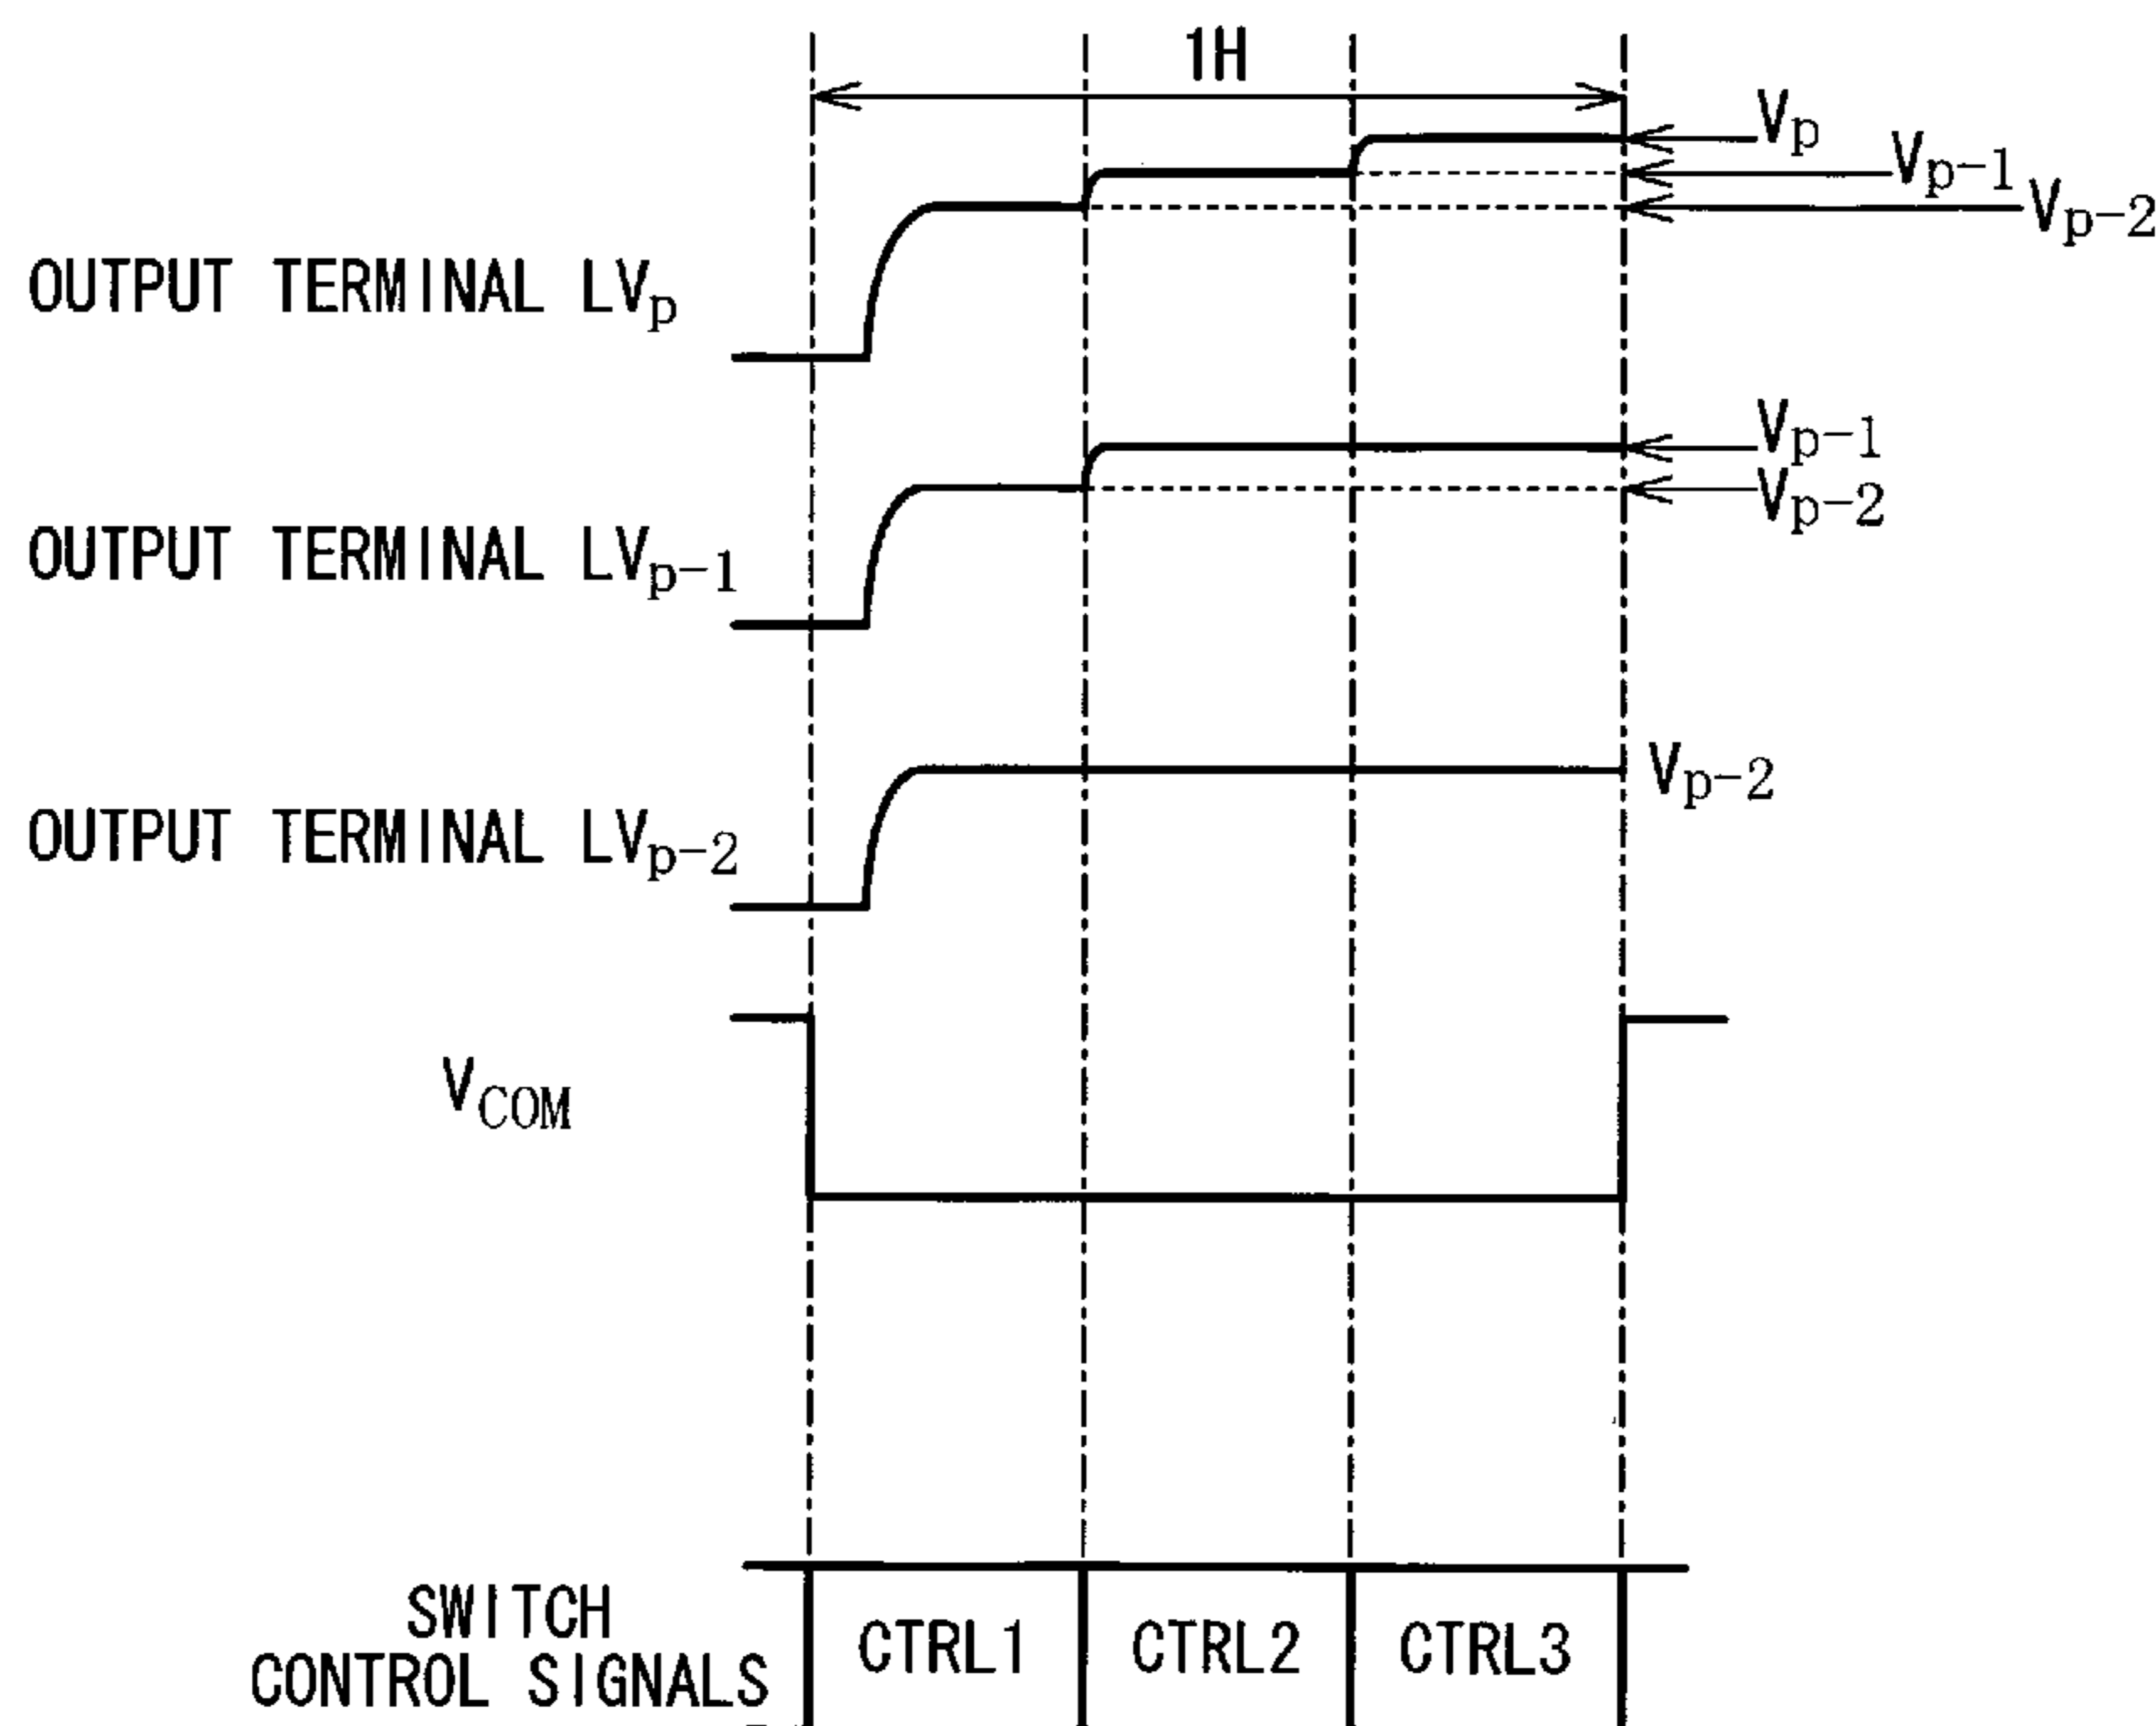 1H
Vp
Vp-1
Vp-2
OUTPUT TERMINAL LVp
Vp-1
Vp-2
OUTPUT TERMINAL LVp-1
Vp-2
OUTPUT TERMINAL LVp-2
VCOM
SWITCH
CONTROL SIGNALS
CTRL1
CTRL2
CTRL3